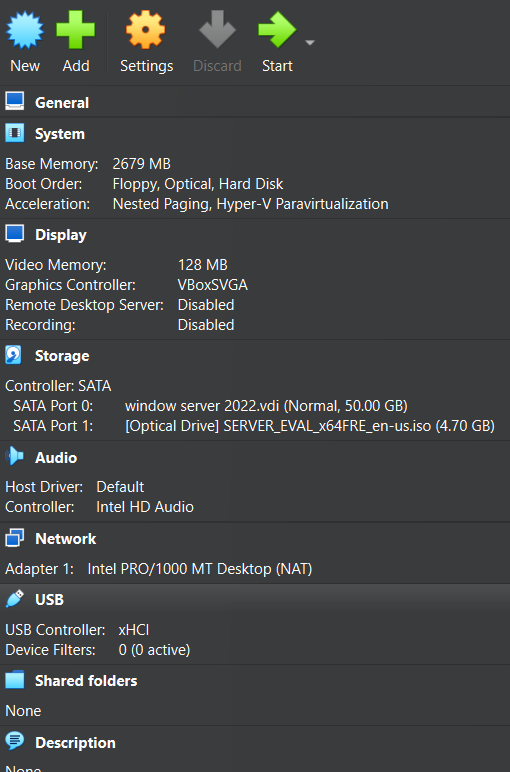 New Add Settings Discard Start
General
System
Base Memory: 2679 MB
Boot Order: Floppy, Optical, Hard Disk
Acceleration: Nested Paging, Hyper-V Paravirtualization
Display
Video Memory: 128 MB
Graphics Controller: VBoxSVGA
Remote Desktop Server: Disabled
Recording: Disabled
Storage
Controller: SATA
SATA Port 0: window server 2022.vdi (Normal, 50.00 GB)
SATA Port 1: [Optical Drive] SERVER_EVAL_x64FRE_en-us.iso (4.70 GB)
Audio
Host Driver: Default
Controller: Intel HD Audio
Network
Adapter 1: Intel PRO/1000 MT Desktop (NAT)
USB
USB Controller: xHCI
Device Filters: 0 (0 active)
Shared folders
None
Description
None